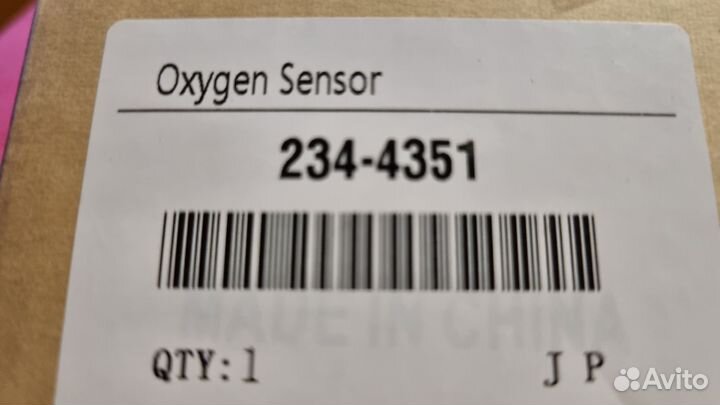 Oxygen Sensor
234-4351
MADE IN CHINA
QTY:1
J P
Avito